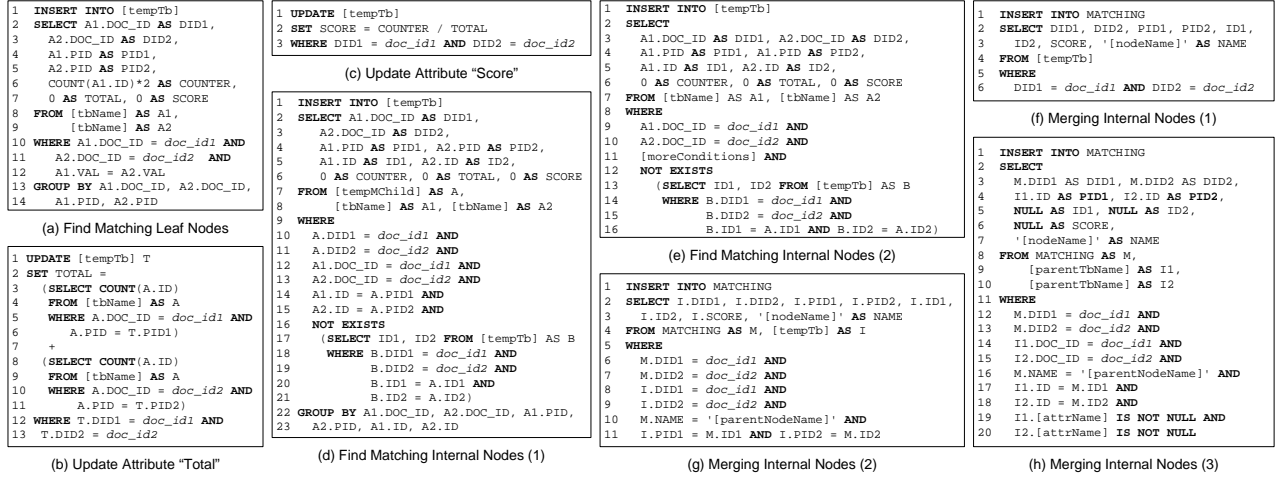 1 INSERT INTO [tempTb]
2 SELECT A1.DOC_ID AS DID1,
3 A2.DOC_ID AS DID2,
4 A1.PID AS PID1,
5 A2.PID AS PID2,
6 COUNT(A1.ID)*2 AS COUNTER,
7 0 AS TOTAL, 0 AS SCORE
8 FROM [tbName] AS A1,
9 [tbName] AS A2
10 WHERE A1.DOC_ID = doc_id1 AND
11 A2.DOC_ID = doc_id2 AND
12 A1.VAL = A2.VAL
13 GROUP BY A1.DOC_ID, A2.DOC_ID,
14 A1.PID, A2.PID
(a) Find Matching Leaf Nodes
1 UPDATE [tempTb] T
2 SET TOTAL =
3 (SELECT COUNT(A.ID)
4 FROM [tbName] AS A
5 WHERE A.DOC_ID = doc_id1 AND
6 A.PID = T.PID1)
7 +
8 (SELECT COUNT(A.ID)
9 FROM [tbName] AS A
10 WHERE A.DOC_ID = doc_id2 AND
11 A.PID = T.PID2)
12 WHERE T.DID1 = doc_id1 AND
13 T.DID2 = doc_id2
(b) Update Attribute “Total”
1 UPDATE [tempTb]
2 SET SCORE = COUNTER / TOTAL
3 WHERE DID1 = doc_id1 AND DID2 = doc_id2
(c) Update Attribute “Score”
1 INSERT INTO [tempTb]
2 SELECT A1.DOC_ID AS DID1,
3 A2.DOC_ID AS DID2,
4 A1.PID AS PID1, A2.PID AS PID2,
5 A1.ID AS ID1, A2.ID AS ID2,
6 0 AS COUNTER, 0 AS TOTAL, 0 AS SCORE
7 FROM [tempMChild] AS A,
8 [tbName] AS A1, [tbName] AS A2
9 WHERE
10 A.DID1 = doc_id1 AND
11 A.DID2 = doc_id2 AND
12 A1.DOC_ID = doc_id1 AND
13 A2.DOC_ID = doc_id2 AND
14 A1.ID = A.PID1 AND
15 A2.ID = A.PID2 AND
16 NOT EXISTS
17 (SELECT ID1, ID2 FROM [tempTb] AS B
18 WHERE B.DID1 = doc_id1 AND
19 B.DID2 = doc_id2 AND
20 B.ID1 = A.ID1 AND
21 B.ID2 = A.ID2)
22 GROUP BY A1.DOC_ID, A2.DOC_ID, A1.PID,
23 A2.PID, A1.ID, A2.ID
(d) Find Matching Internal Nodes (1)
1 INSERT INTO [tempTb]
2 SELECT
3 A1.DOC_ID AS DID1, A2.DOC_ID AS DID2,
4 A1.PID AS PID1, A1.PID AS PID2,
5 A1.ID AS ID1, A2.ID AS ID2,
6 0 AS COUNTER, 0 AS TOTAL, 0 AS SCORE
7 FROM [tbName] AS A1, [tbName] AS A2
8 WHERE
9 A1.DOC_ID = doc_id1 AND
10 A2.DOC_ID = doc_id2 AND
11 [moreConditions] AND
12 NOT EXISTS
13 (SELECT ID1, ID2 FROM [tempTb] AS B
14 WHERE B.DID1 = doc_id1 AND
15 B.DID2 = doc_id2 AND
16 B.ID1 = A.ID1 AND B.ID2 = A.ID2)
(e) Find Matching Internal Nodes (2)
1 INSERT INTO MATCHING
2 SELECT I.DID1, I.DID2, I.PID1, I.PID2, I.ID1,
3 I.ID2, I.SCORE, '[nodeName]' AS NAME
4 FROM MATCHING AS M, [tempTb] AS I
5 WHERE
6 M.DID1 = doc_id1 AND
7 M.DID2 = doc_id2 AND
8 I.DID1 = doc_id1 AND
9 I.DID2 = doc_id2 AND
10 M.NAME = '[parentNodeName]' AND
11 I.PID1 = M.ID1 AND I.PID2 = M.ID2
(g) Merging Internal Nodes (2)
1 INSERT INTO MATCHING
2 SELECT DID1, DID2, PID1, PID2, ID1,
3 ID2, SCORE, '[nodeName]' AS NAME
4 FROM [tempTb]
5 WHERE
6 DID1 = doc_id1 AND DID2 = doc_id2
(f) Merging Internal Nodes (1)
1 INSERT INTO MATCHING
2 SELECT
3 M.DID1 AS DID1, M.DID2 AS DID2,
4 I1.ID AS PID1, I2.ID AS PID2,
5 NULL AS ID1, NULL AS ID2,
6 NULL AS SCORE,
7 '[nodeName]' AS NAME
8 FROM MATCHING AS M,
9 [parentTbName] AS I1,
10 [parentTbName] AS I2
11 WHERE
12 M.DID1 = doc_id1 AND
13 M.DID2 = doc_id2 AND
14 I1.DOC_ID = doc_id1 AND
15 I2.DOC_ID = doc_id2 AND
16 M.NAME = '[parentNodeName]' AND
17 I1.ID = M.ID1 AND
18 I2.ID = M.ID2 AND
19 I1.[attrName] IS NOT NULL AND
20 I2.[attrName] IS NOT NULL
(h) Merging Internal Nodes (3)